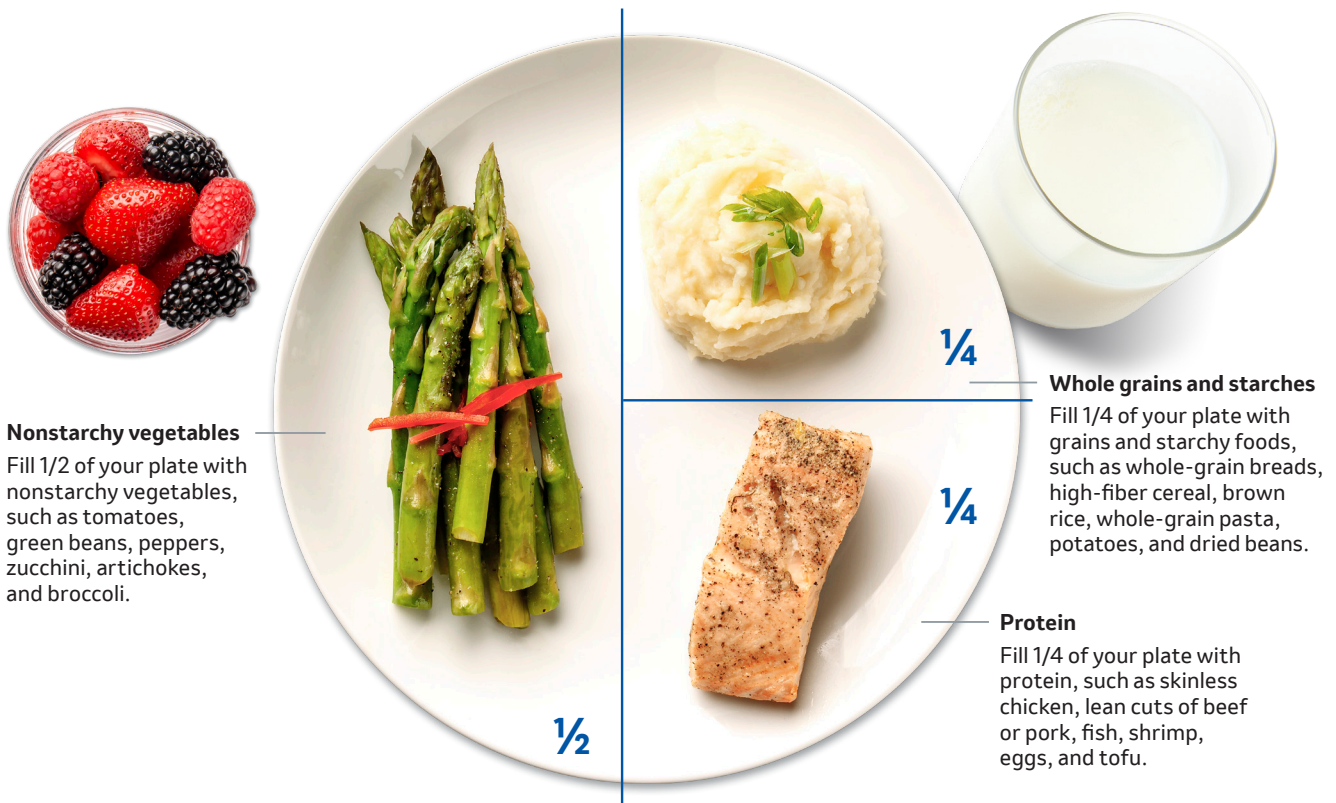 Nonstarchy vegetables
Fill 1/2 of your plate with
nonstarchy vegetables,
such as tomatoes,
green beans, peppers,
zucchini, artichokes,
and broccoli.
½
¼
Whole grains and starches
Fill 1/4 of your plate with
grains and starchy foods,
such as whole-grain breads,
high-fiber cereal, brown
rice, whole-grain pasta,
potatoes, and dried beans.
¼
Protein
Fill 1/4 of your plate with
protein, such as skinless
chicken, lean cuts of beef
or pork, fish, shrimp,
eggs, and tofu.